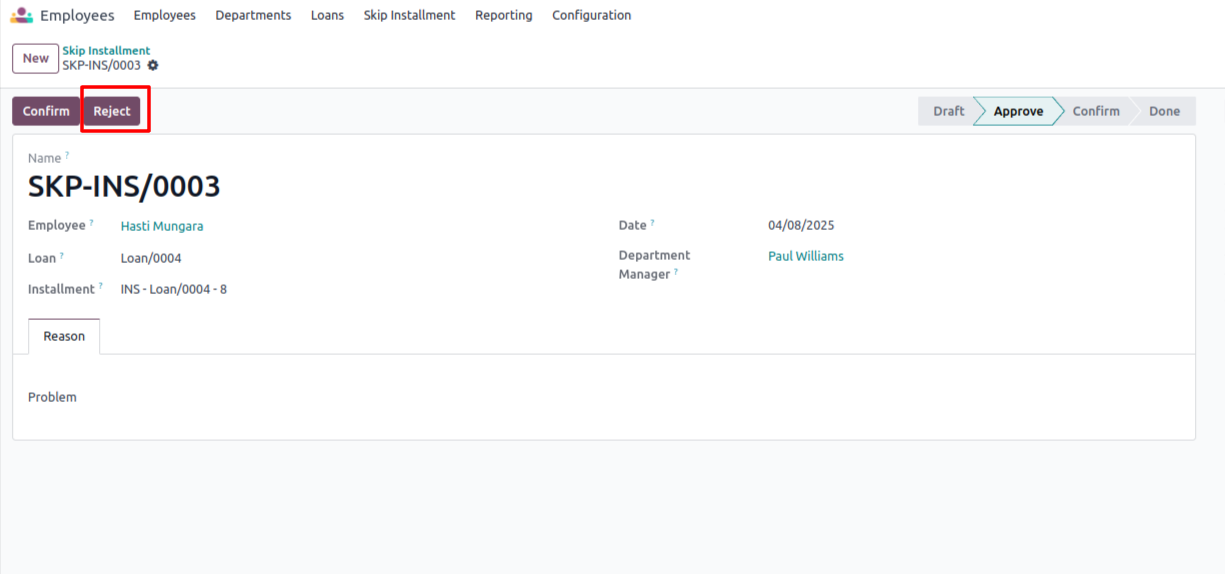 Employees Employees Departments Loans Skip Installment Reporting Configuration
New Skip Installment
SKP-INS/0003
Confirm Reject Draft Approve Confirm Done
Name ?
SKP-INS/0003
Employee ? Hasti Mungara Date ? 04/08/2025
Loan ? Loan/0004 Department Manager ? Paul Williams
Installment ? INS - Loan/0004 - 8
Reason
Problem